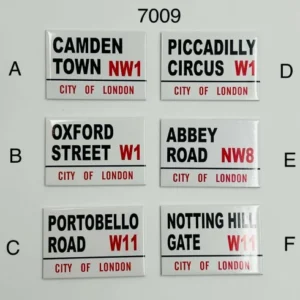 7009
A
CAMDEN
TOWN NW1
CITY OF LONDON
PICCADILLY
CIRCUS W1
CITY OF LONDON
D
B
OXFORD
STREET W1
CITY OF LONDON
ABBEY
ROAD NW8
CITY OF LONDON
E
C
PORTOBELLO
ROAD W11
CITY OF LONDON
NOTTING HILL
GATE W11
CITY OF LONDON
F